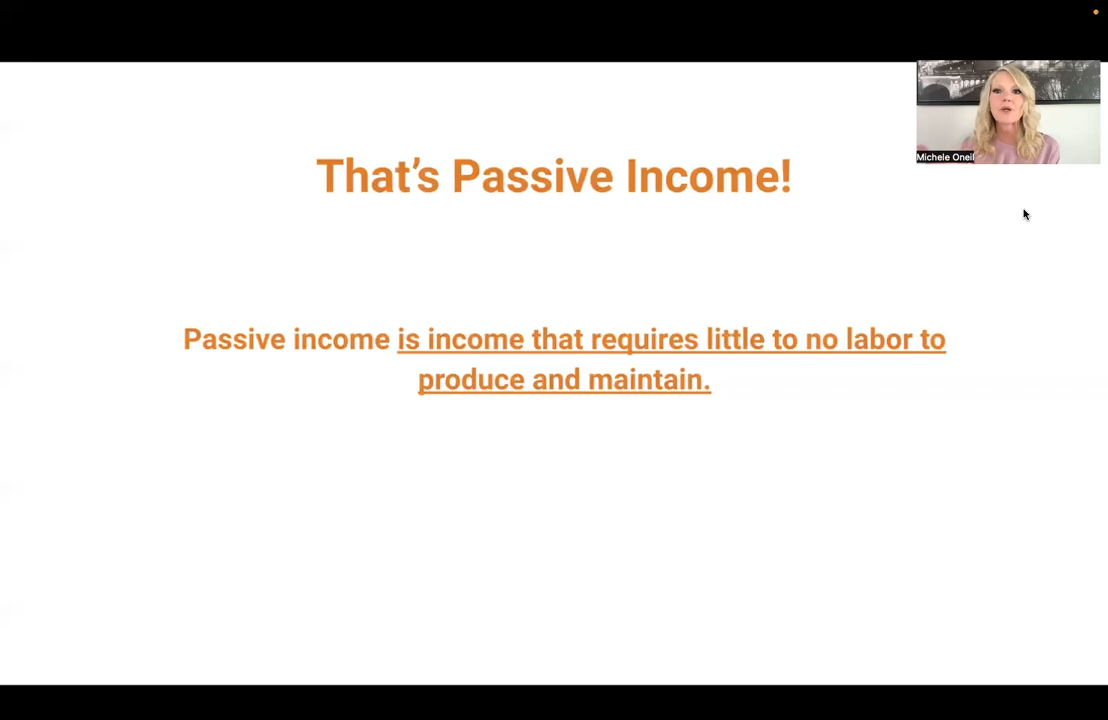 Michele Oneil
That’s Passive Income!
Passive income is income that requires little to no labor to
produce and maintain.